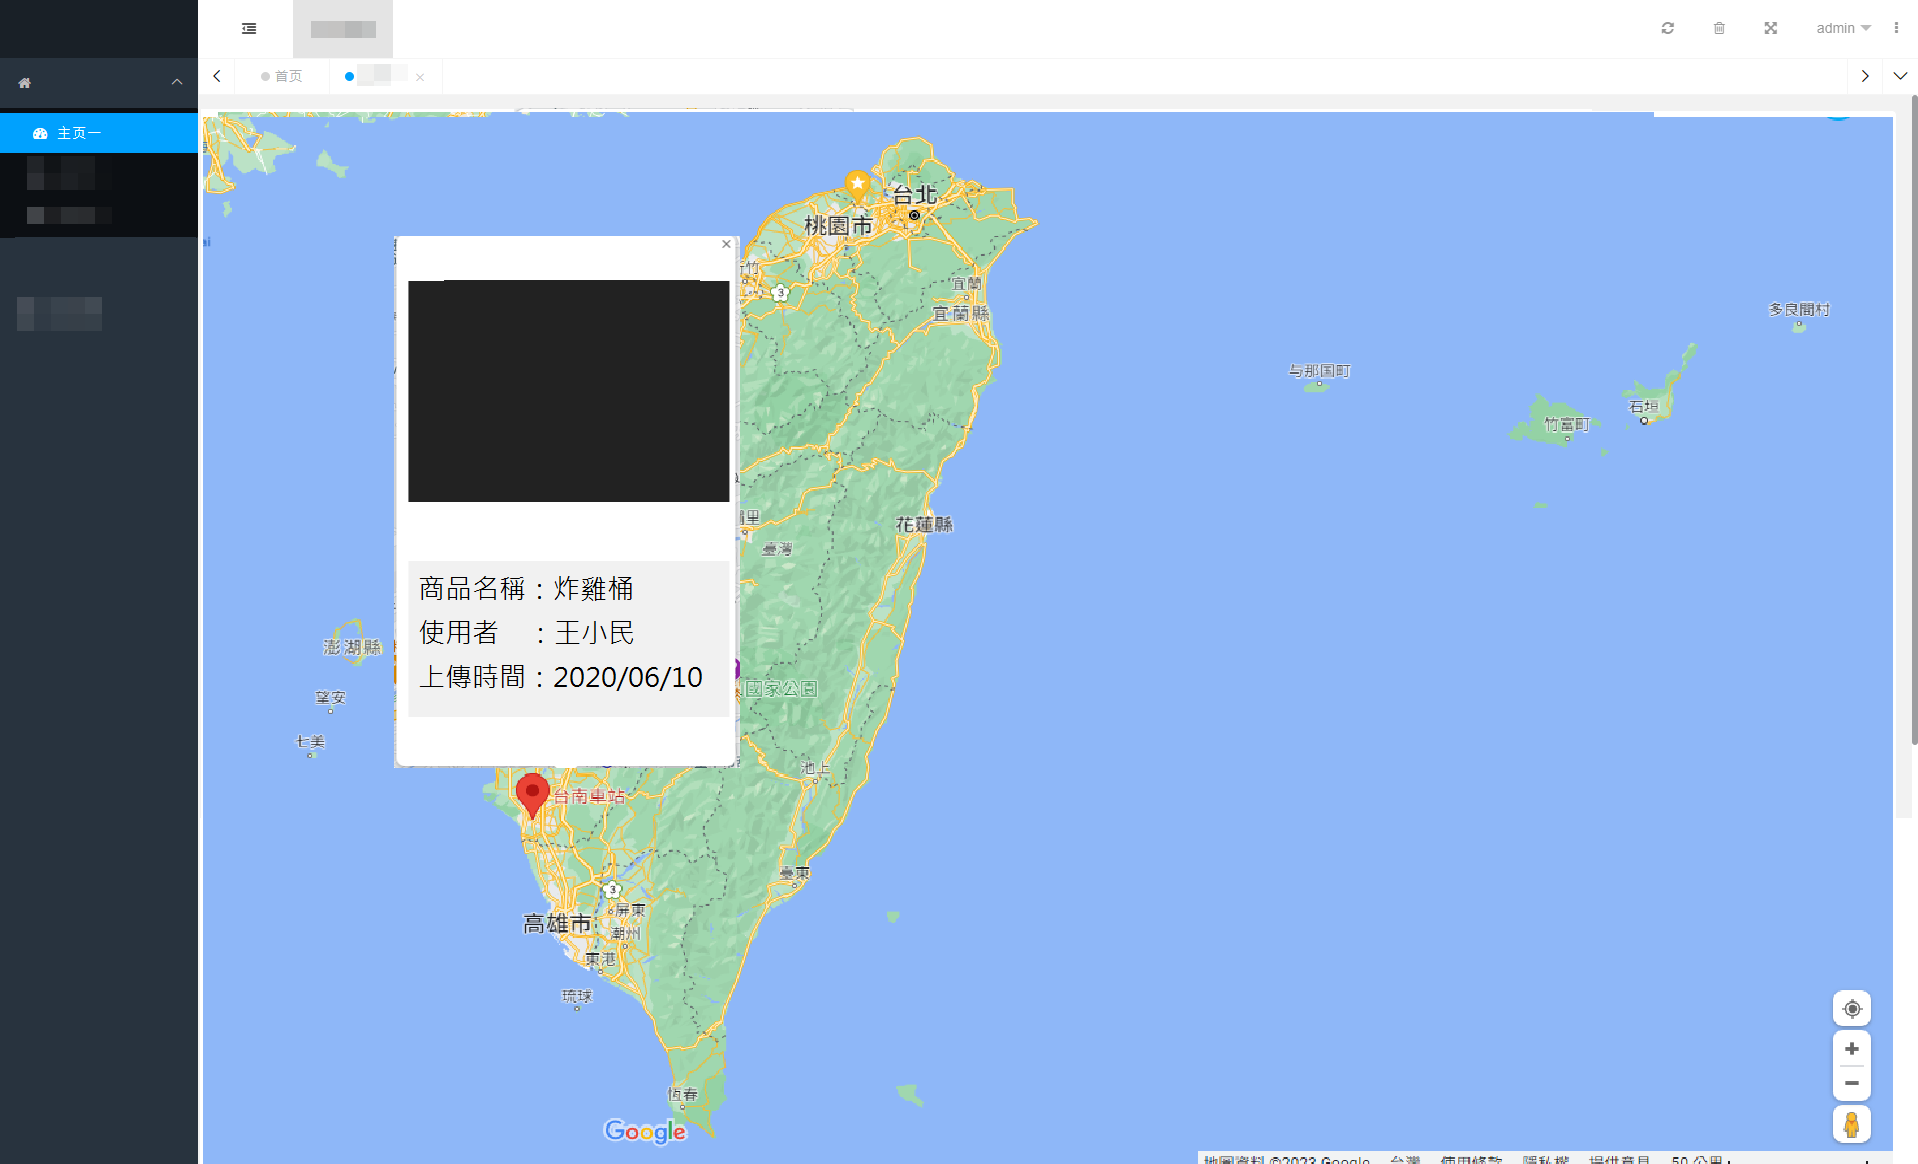 admin
首页
主页一
台北
桃園市
新竹
3
宜蘭
宜蘭縣
多良間村
与那国町
石垣
竹富町
商品名稱：炸雞桶
使用者　：王小民
上傳時間：2020/06/10
花蓮縣
臺灣
澎湖縣
國家公園
望安
七美
池上
台南車站
臺東
3
屏東
高雄市
潮州
東港
琉球
恆春
Google
地圖資料 ©2023 Google 台灣 使用條款 隱私權 提供意見 50 公里